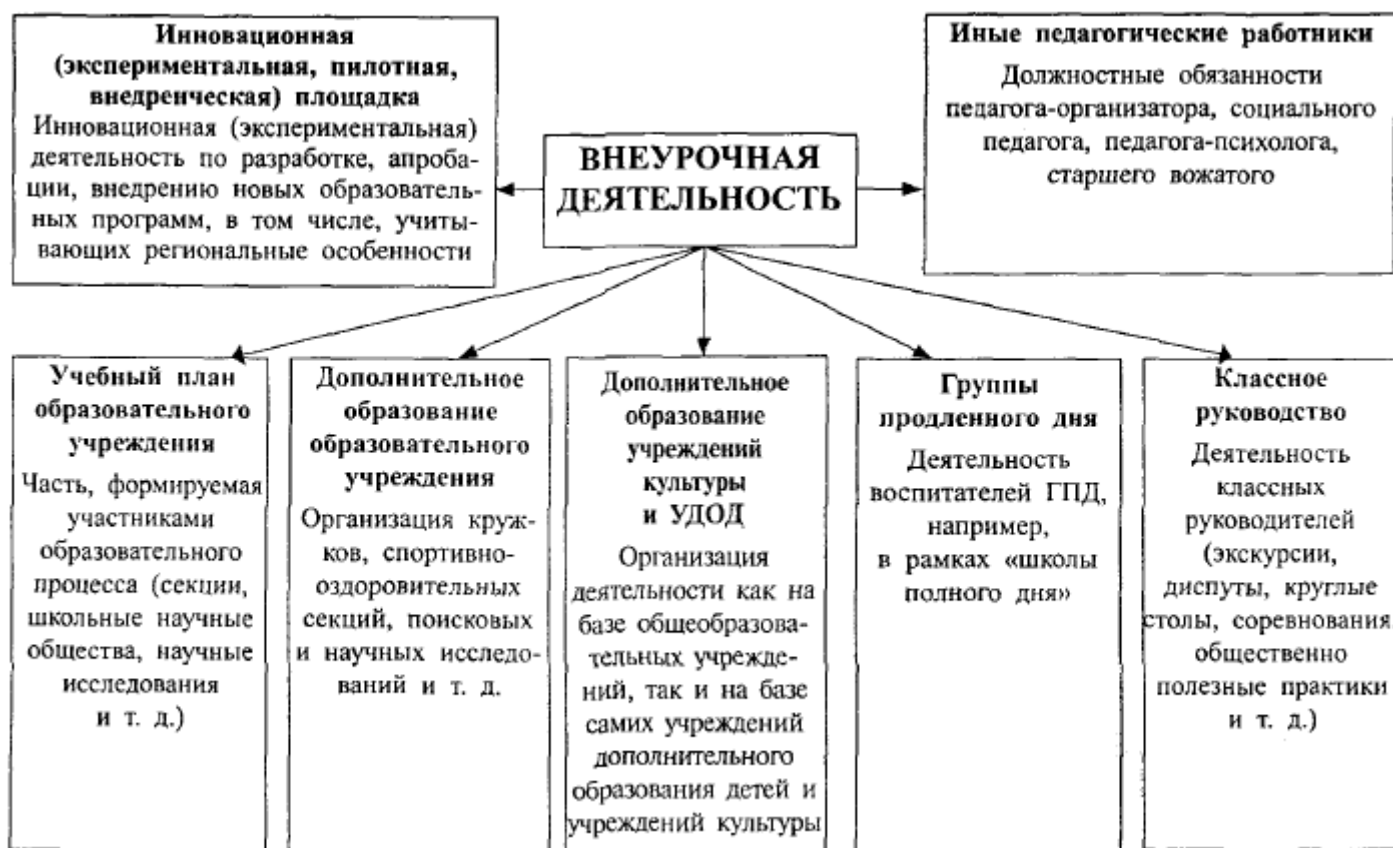 Инновационная
(экспериментальная, пилотная,
внедренческая) площадка
Инновационная (экспериментальная)
деятельность по разработке, апроба-
ции, внедрению новых образователь-
ных программ, в том числе, учиты-
вающих региональные особенности
ВНЕУРОЧНАЯ
ДЕЯТЕЛЬНОСТЬ
Иные педагогические работники
Должностные обязанности
педагога-организатора, социального
педагога, педагога-психолога,
старшего вожатого
Учебный план
образовательного
учреждения
Часть, формируемая
участниками
образовательного
процесса (секции,
школьные научные
общества, научные
исследования
и т. д.)
Дополнительное
образование
образовательного
учреждения
Организация круж-
ков, спортивно-
оздоровительных
секций, поисковых
и научных исследо-
ваний и т. д.
Дополнительное
образование
учреждений
культуры
и УДОД
Организация
деятельности как на
базе общеобразова-
тельных учрежде-
ний, так и на базе
самих учреждений
дополнительного
образования детей и
учреждений культуры
Группы
продленного дня
Деятельность
воспитателей ГПД,
например,
в рамках «школы
полного дня»
Классное
руководство
Деятельность
классных
руководителей
(экскурсии,
диспуты, круглые
столы, соревнования,
общественно
полезные практики
и т. д.)